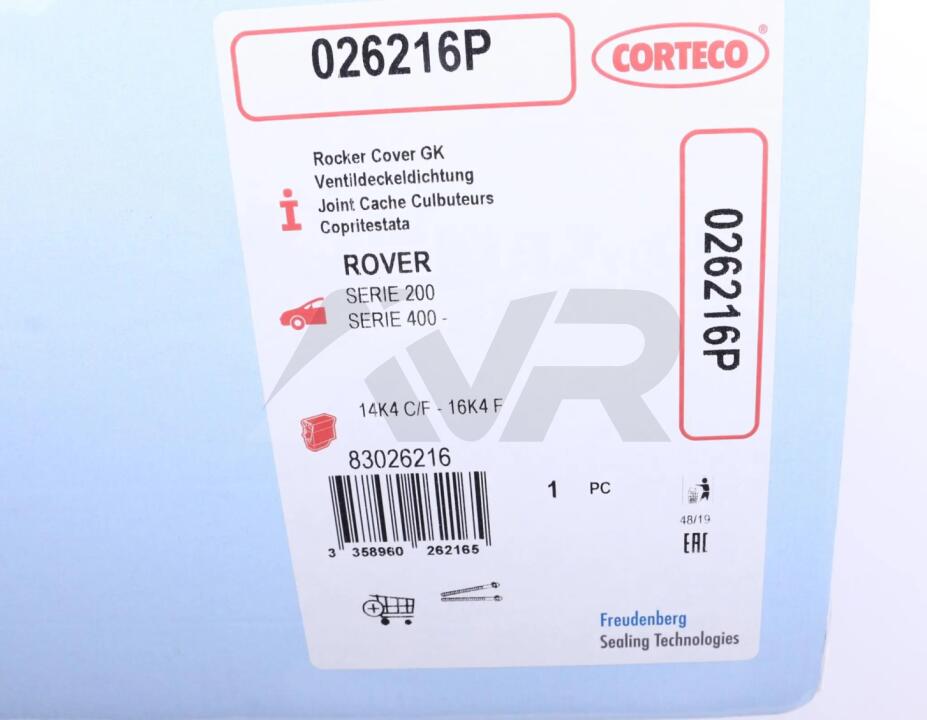 026216P
CORTECO®
Rocker Cover GK
Ventildeckeldichtung
Joint Cache Culbuteurs
Copritestata
ROVER
SERIE 200
SERIE 400 -
026216P
14K4 C/F - 16K4 F
83026216
1 PC
3 358960 262165
48/19
EAC
Freudenberg
Sealing Technologies
VR